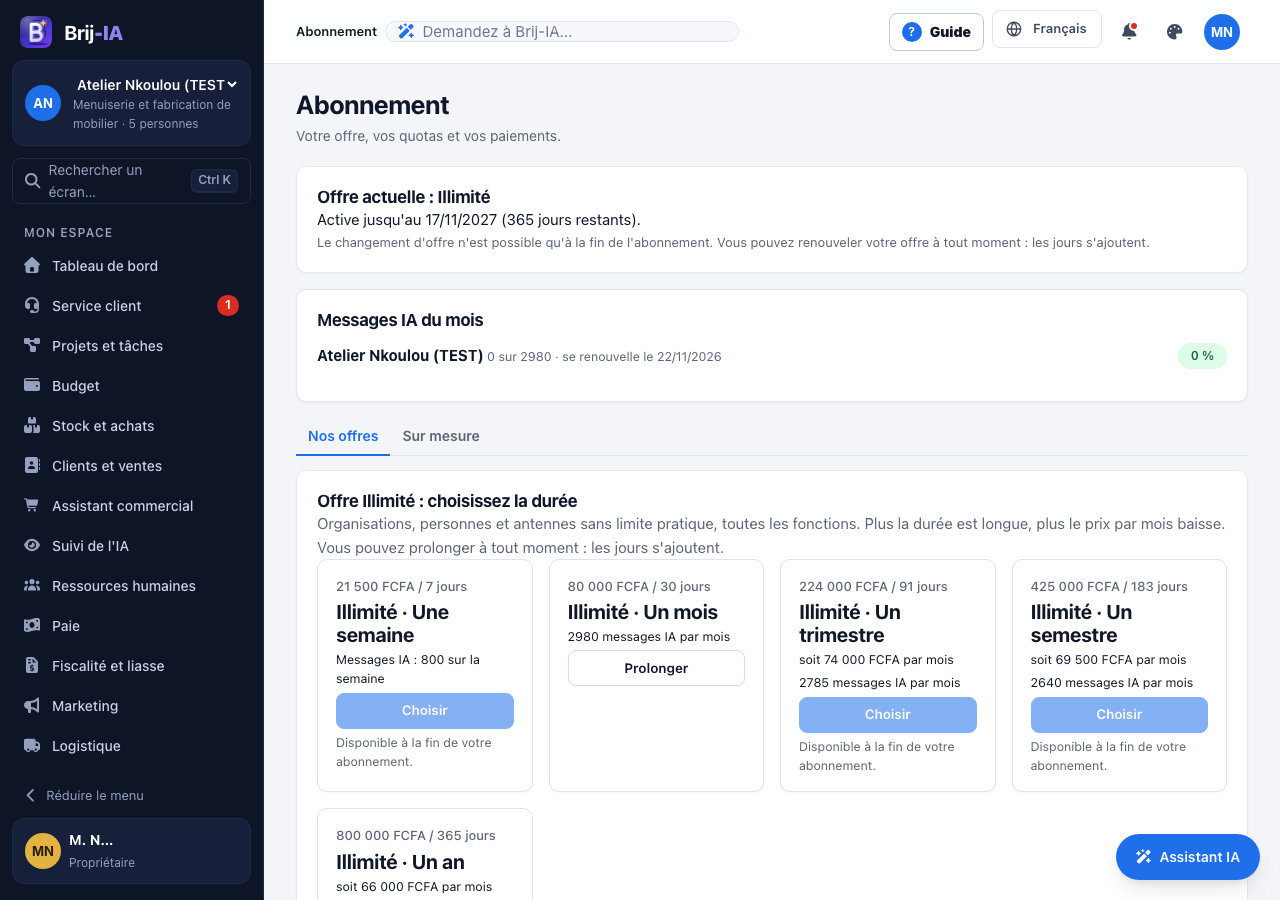 Brij-IA
Atelier Nkoulou (TEST
Menuiserie et fabrication de
mobilier · 5 personnes
Rechercher un
écran...
Ctrl K
MON ESPACE
Tableau de bord
Service client
1
Projets et tâches
Budget
Stock et achats
Clients et ventes
Assistant commercial
Suivi de l'IA
Ressources humaines
Paie
Fiscalité et liasse
Marketing
Logistique
Réduire le menu
MN
M. N...
Propriétaire
AN
Abonnement
Demandez à Brij-IA...
? Guide
Français
MN
Abonnement
Votre offre, vos quotas et vos paiements.
Offre actuelle : Illimité
Active jusqu'au 17/11/2027 (365 jours restants).
Le changement d'offre n'est possible qu'à la fin de l'abonnement. Vous pouvez renouveler votre offre à tout moment : les jours s'ajoutent.
Messages IA du mois
Atelier Nkoulou (TEST) 0 sur 2980 · se renouvelle le 22/11/2026
0 %
Nos offres
Sur mesure
Offre Illimité : choisissez la durée
Organisations, personnes et antennes sans limite pratique, toutes les fonctions. Plus la durée est longue, plus le prix par mois baisse.
Vous pouvez prolonger à tout moment : les jours s'ajoutent.
21 500 FCFA / 7 jours
Illimité · Une
semaine
Messages IA : 800 sur la
semaine
Choisir
Disponible à la fin de votre
abonnement.
80 000 FCFA / 30 jours
Illimité · Un mois
2980 messages IA par mois
Prolonger
224 000 FCFA / 91 jours
Illimité · Un
trimestre
soit 74 000 FCFA par mois
2785 messages IA par mois
Choisir
Disponible à la fin de votre
abonnement.
425 000 FCFA / 183 jours
Illimité · Un
semestre
soit 69 500 FCFA par mois
2640 messages IA par mois
Choisir
Disponible à la fin de votre
abonnement.
800 000 FCFA / 365 jours
Illimité · Un an
soit 66 000 FCFA par mois
Assistant IA